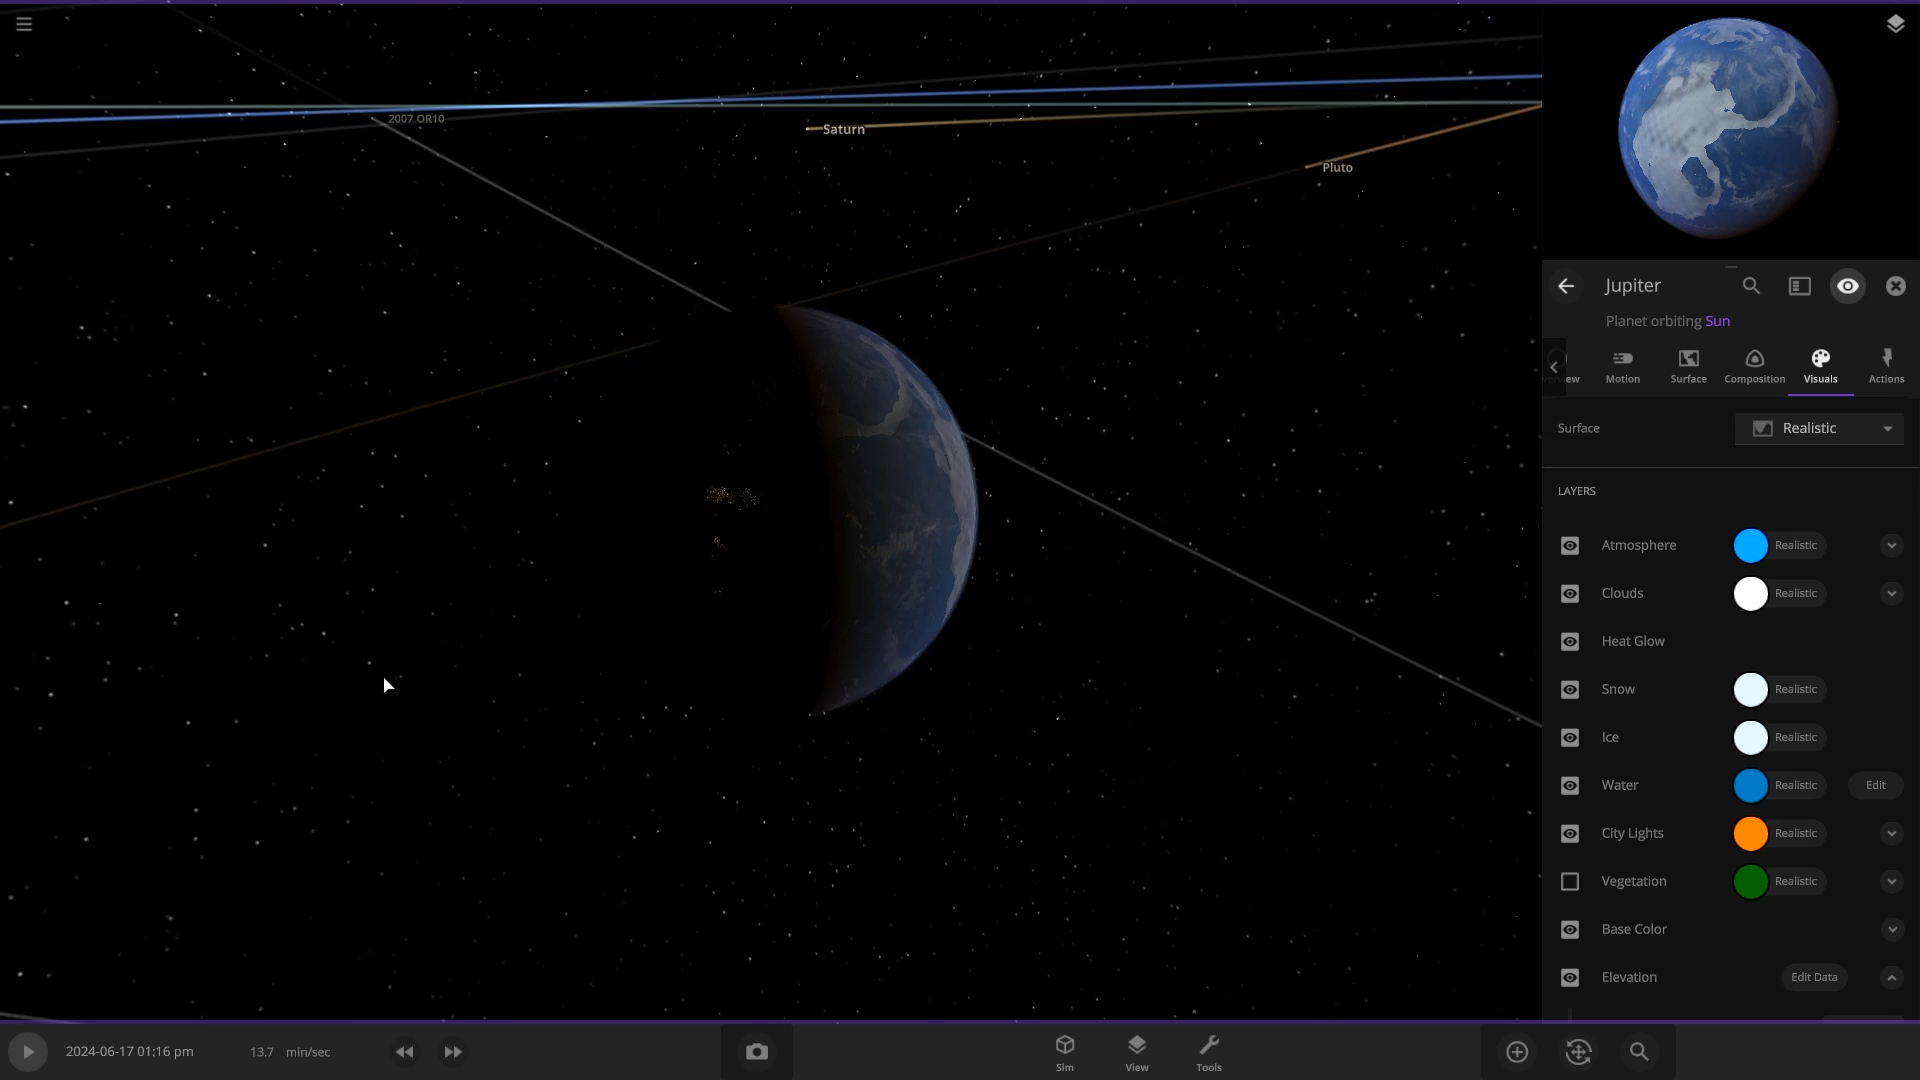 2007 OR10
Saturn
Pluto
Jupiter
Planet orbiting Sun
Motion
Surface
Composition
Visuals
Actions
Surface
Realistic
LAYERS
Atmosphere Realistic
Clouds Realistic
Heat Glow
Snow Realistic
Ice Realistic
Water Realistic Edit
City Lights Realistic
Vegetation Realistic
Base Color
Elevation Edit Data
2024-06-17 01:16 pm
13.7 min/sec
Sim
View
Tools